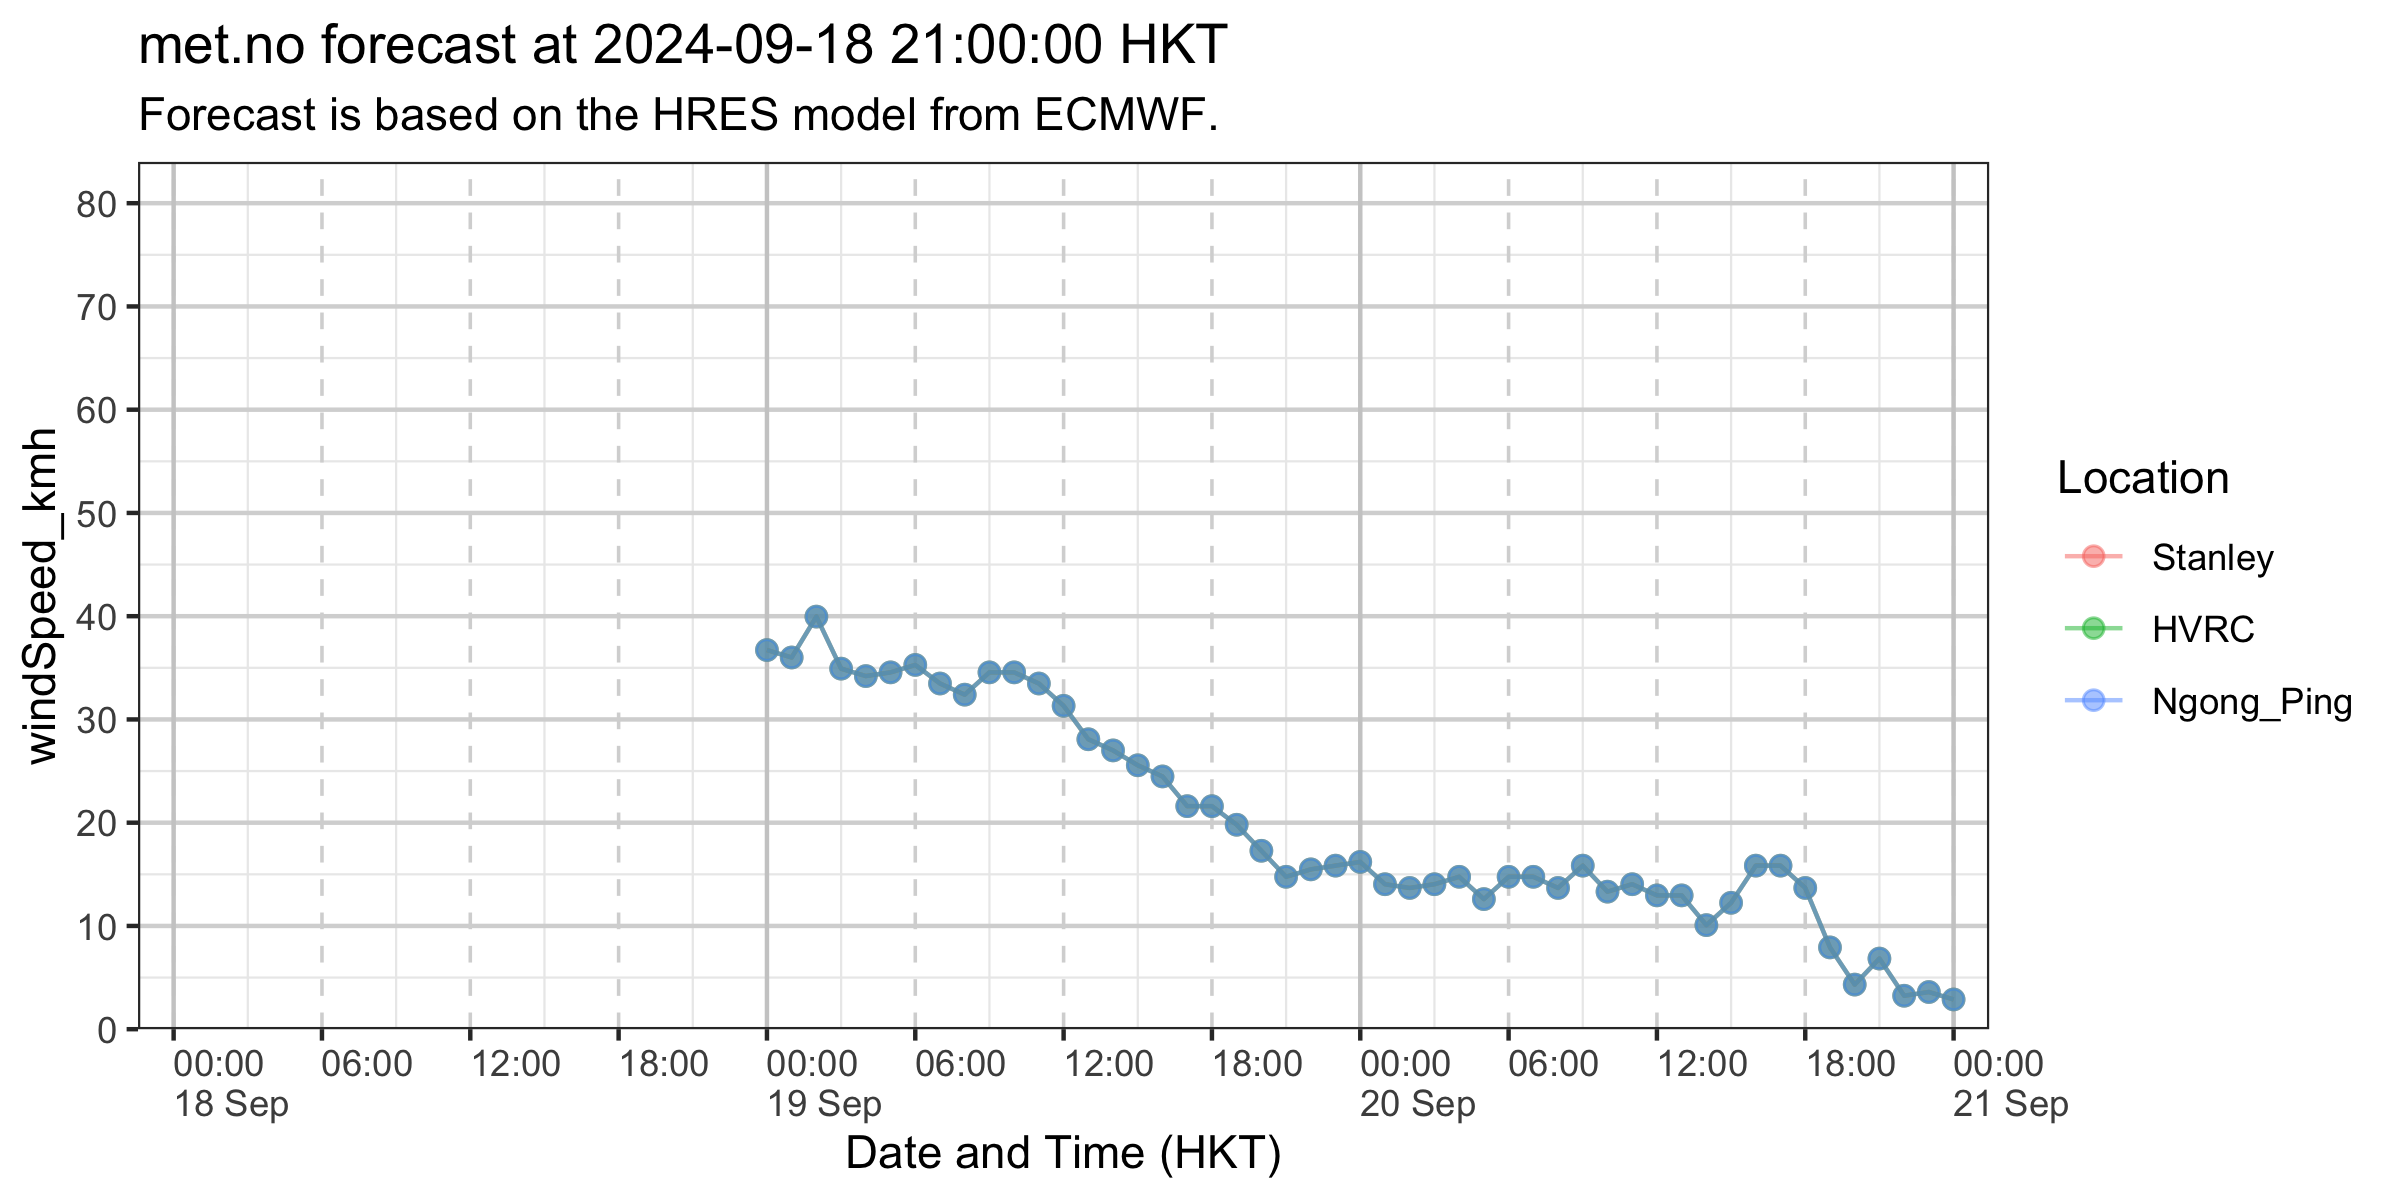 met.no forecast at 2024-09-18 21:00:00 HKT
Forecast is based on the HRES model from ECMWF.
windSpeed_kmh
80
70
60
50
40
30
20
10
0
00:00 06:00 12:00 18:00 00:00 06:00 12:00 18:00 00:00 06:00 12:00 18:00 00:00
18 Sep 19 Sep 20 Sep 21 Sep
Date and Time (HKT)
Location
Stanley
HVRC
Ngong_Ping